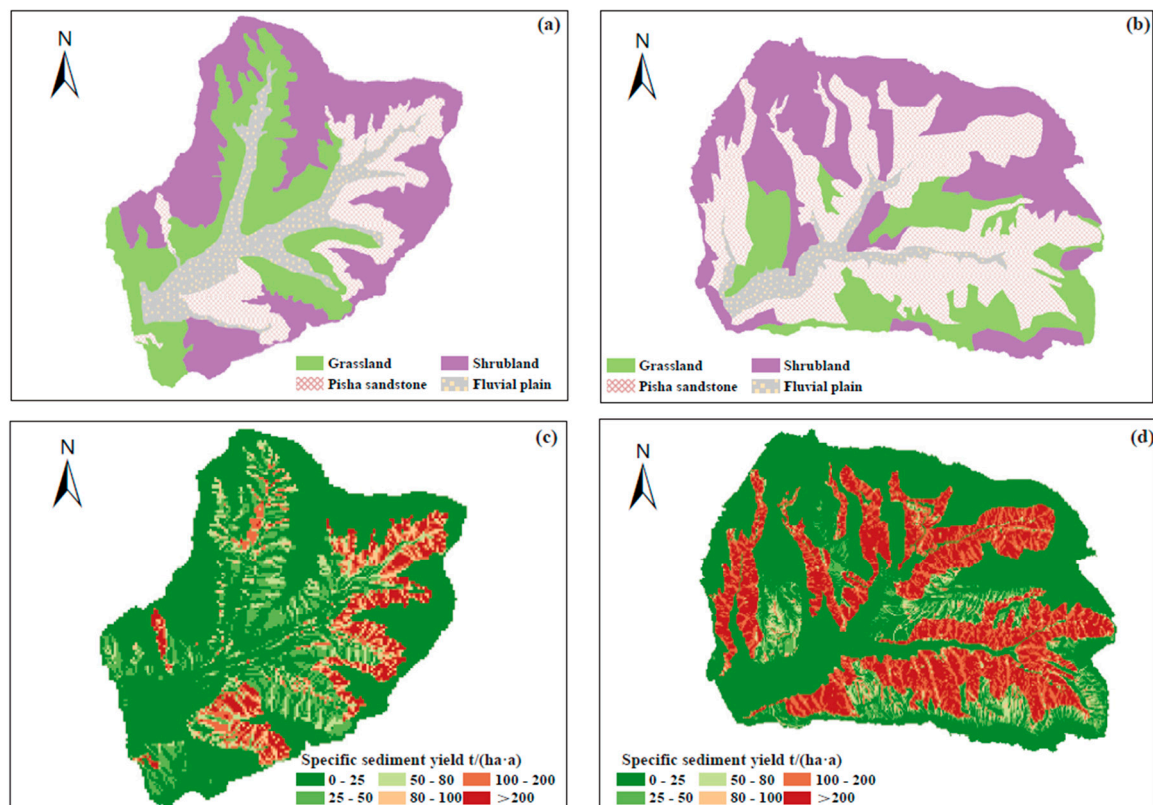 (a)
N
Grassland Shrubland
Pisha sandstone Fluvial plain
(b)
N
Grassland Shrubland
Pisha sandstone Fluvial plain
(c)
N
Specific sediment yield t/(ha·a)
0 - 25 50 - 80 100 - 200
25 - 50 80 - 100 >200
(d)
N
Specific sediment yield t/(ha·a)
0 - 25 50 - 80 100 - 200
25 - 50 80 - 100 >200